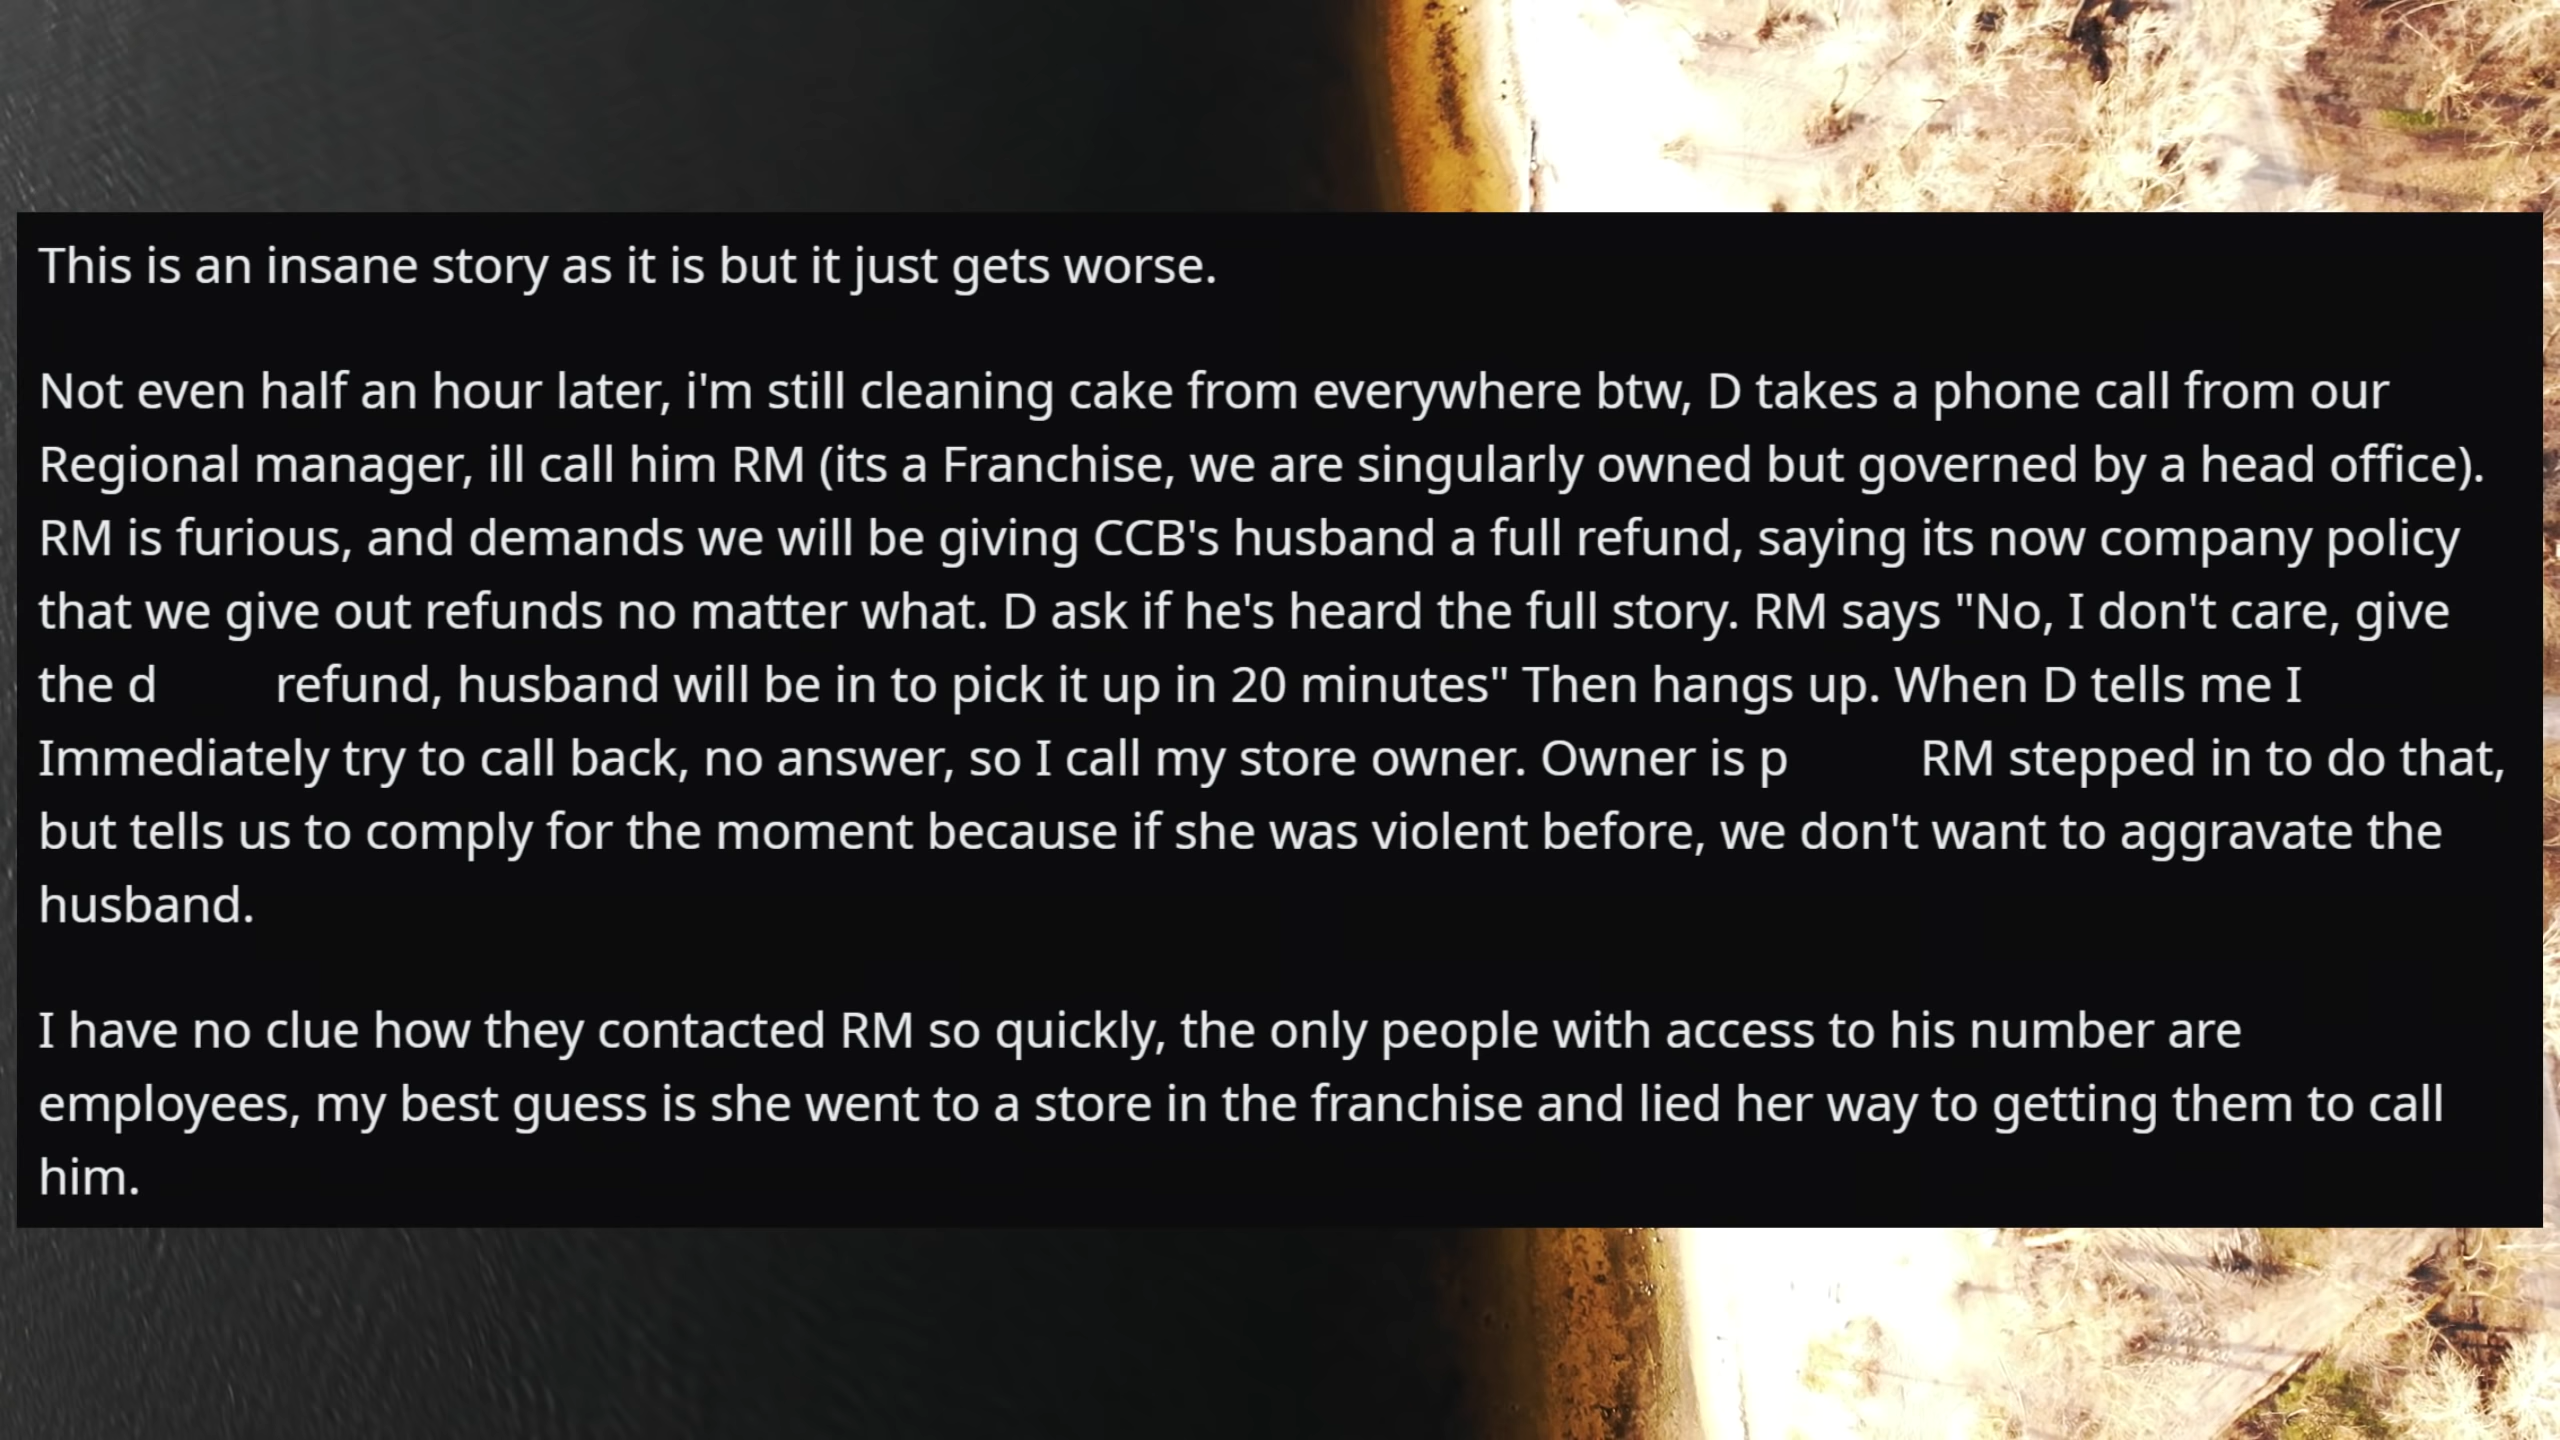 This is an insane story as it is but it just gets worse.
Not even half an hour later, i'm still cleaning cake from everywhere btw, D takes a phone call from our
Regional manager, ill call him RM (its a Franchise, we are singularly owned but governed by a head office).
RM is furious, and demands we will be giving CCB's husband a full refund, saying its now company policy
that we give out refunds no matter what. D ask if he's heard the full story. RM says "No, I don't care, give
the d refund, husband will be in to pick it up in 20 minutes" Then hangs up. When D tells me I
Immediately try to call back, no answer, so I call my store owner. Owner is p RM stepped in to do that,
but tells us to comply for the moment because if she was violent before, we don't want to aggravate the
husband.
I have no clue how they contacted RM so quickly, the only people with access to his number are
employees, my best guess is she went to a store in the franchise and lied her way to getting them to call
him.